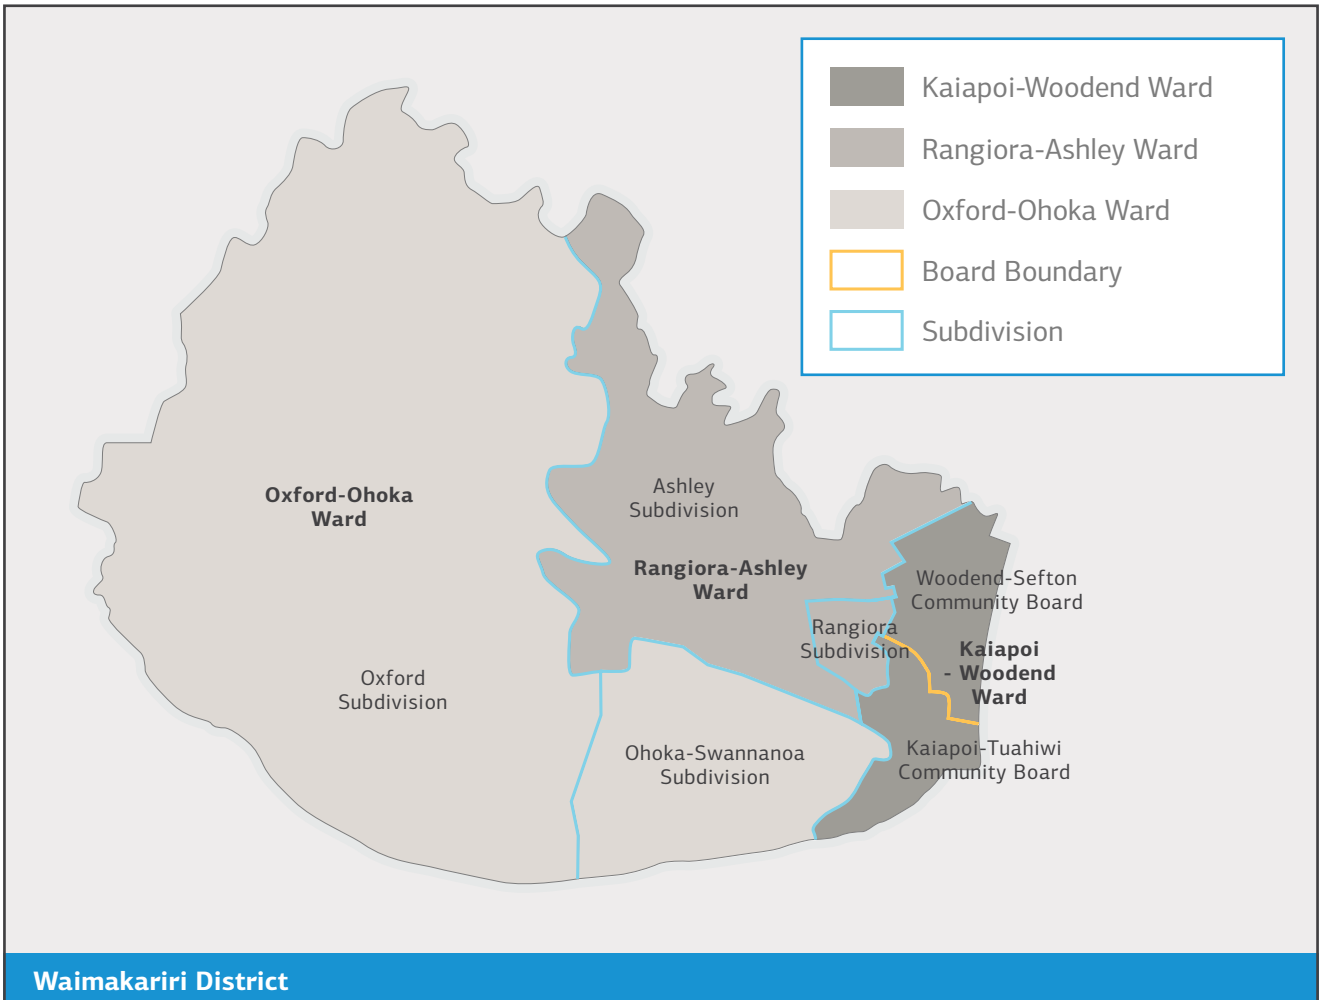 Kaiapoi-Woodend Ward
Rangiora-Ashley Ward
Oxford-Ohoka Ward
Board Boundary
Subdivision
Oxford-Ohoka
Ward
Ashley
Subdivision
Rangiora-Ashley
Ward
Woodend-Sefton
Community Board
Rangiora
Subdivision
Kaiapoi
- Woodend
Ward
Oxford
Subdivision
Ohoka-Swannanoa
Subdivision
Kaiapoi-Tuahiwi
Community Board
Waimakariri District